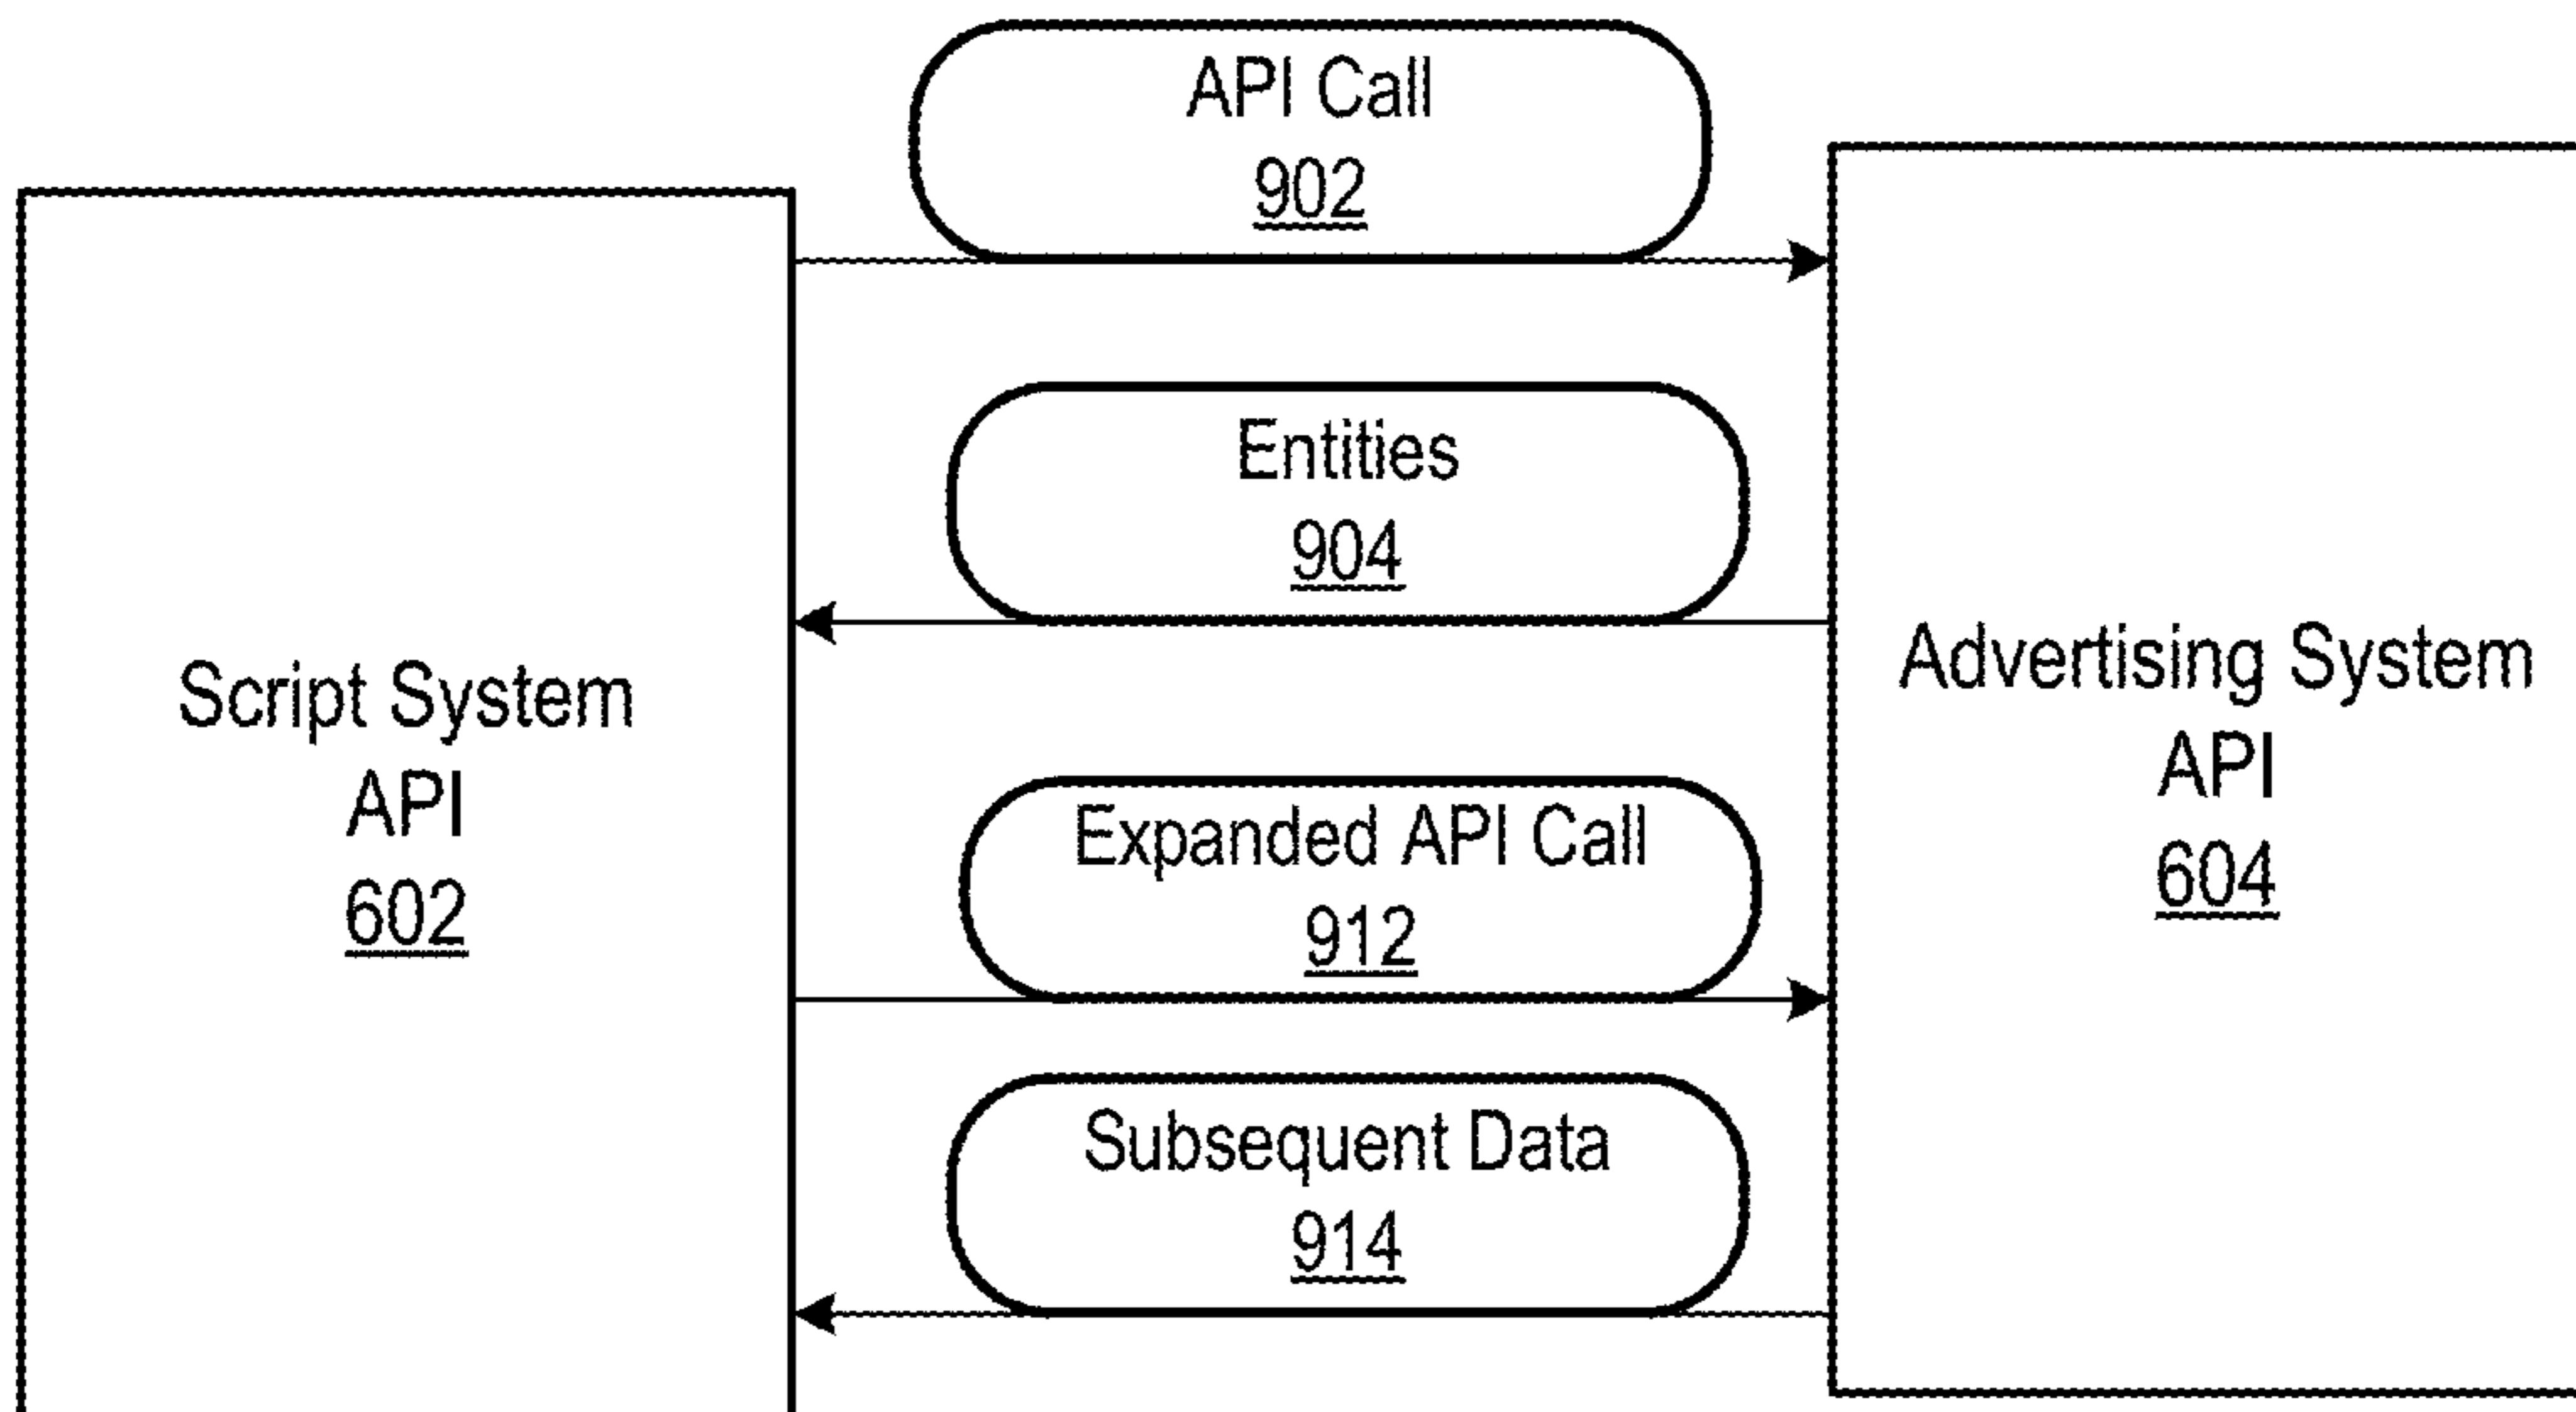 API Call
902
Entities
904
Script System
API
602
Advertising System
API
604
Expanded API Call
912
Subsequent Data
914